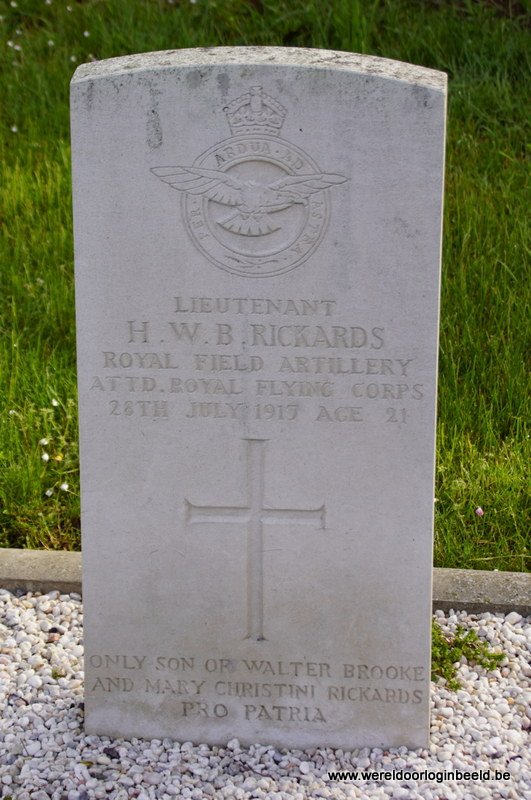 PER ARDUA AD ASTRA
LIEUTENANT
H.W.B. RICKARDS
ROYAL FIELD ARTILLERY
ATTD. ROYAL FLYING CORPS
28TH JULY 1917 AGE 21
ONLY SON OF WALTER BROOKE
AND MARY CHRISTINI RICKARDS
PRO PATRIA
www.wereldoorloginbeeld.be